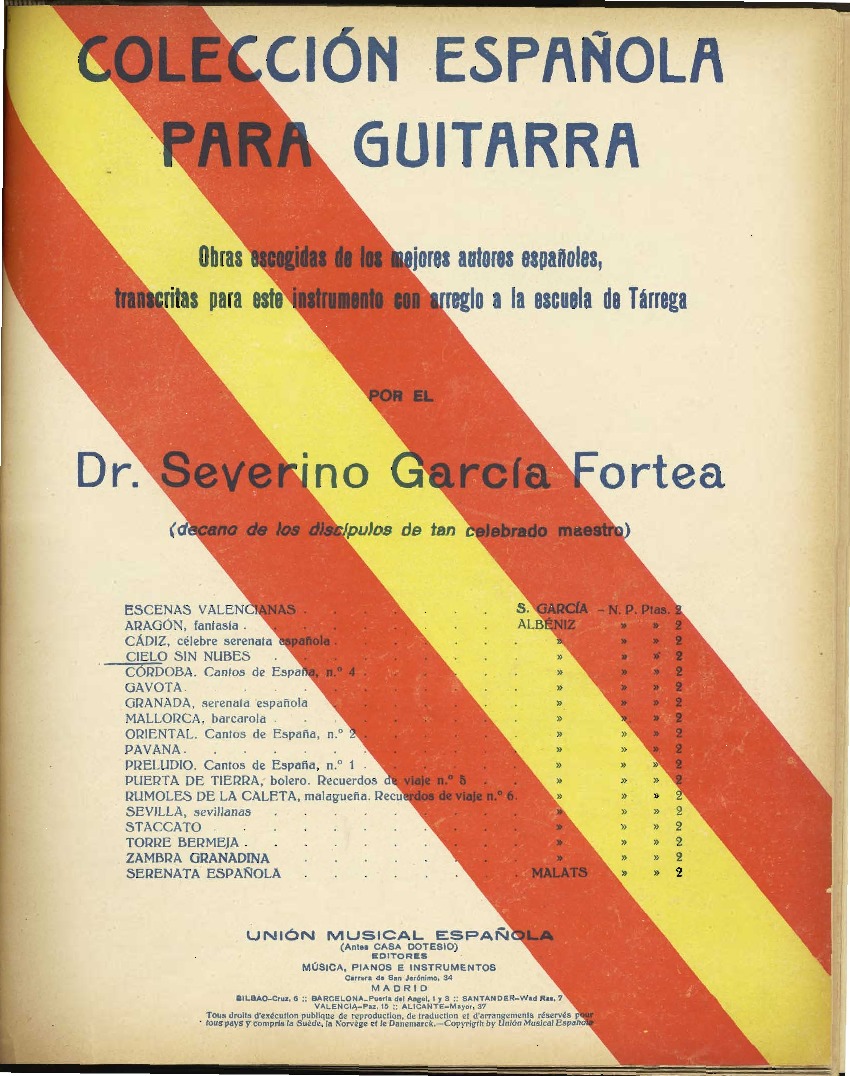 COLECCIÓN ESPAÑOLA
PARA GUITARRA
Obras escogidas de los mejores autores españoles,
transcritas para este instrumento con arreglo a la escuela de Tárrega
POR EL
Dr. Severino García Fortea
(decano de los discípulos de tan celebrado maestro)
ESCENAS VALENCIANAS . . . . . . . S. GARCÍA – N. P. Ptas. 2
ARAGÓN, fantasía . . . . . . . . ALBÉNIZ » » 2
CÁDIZ, célebre serenata española . . . . . . » » » 2
CIELO SIN NUBES . . . . . . . . » » » 2
CÓRDOBA. Cantos de España, n.º 4 . . . . . . » » » 2
GAVOTA . . . . . . . . . . » » » 2
GRANADA, serenata española . . . . . . » » » 2
MALLORCA, barcarola . . . . . . . . » » » 2
ORIENTAL. Cantos de España, n.º 2 . . . . . . » » » 2
PAVANA . . . . . . . . . . » » » 2
PRELUDIO. Cantos de España, n.º 1 . . . . . . » » » 2
PUERTA DE TIERRA, bolero. Recuerdos de viaje n.º 5 . . » » » 2
RUMOLES DE LA CALETA, malagueña. Recuerdos de viaje n.º 6. » » » 2
SEVILLA, sevillanas . . . . . . . . » » » 2
STACCATO . . . . . . . . . » » » 2
TORRE BERMEJA . . . . . . . . . » » » 2
ZAMBRA GRANADINA . . . . . . . » » » 2
SERENATA ESPAÑOLA . . . . . . . MALATS » » 2
UNIÓN MUSICAL ESPAÑOLA
(Antes CASA DOTESIO)
EDITORES
MÚSICA, PIANOS E INSTRUMENTOS
Carrera de San Jerónimo, 34
MADRID
BILBAO-Cruz, 6 :: BARCELONA-Puerta del Angel, 1 y 3 :: SANTANDER-Wad Ras, 7
VALENCIA-Paz, 15 :: ALICANTE-Mayor, 37
Tous droits d'exécution publique de reproduction, de traduction et d'arrangements réservés pour
tous pays y compris la Suède, la Norvège et le Danemarck.—Copyrigth by Unión Musical Española